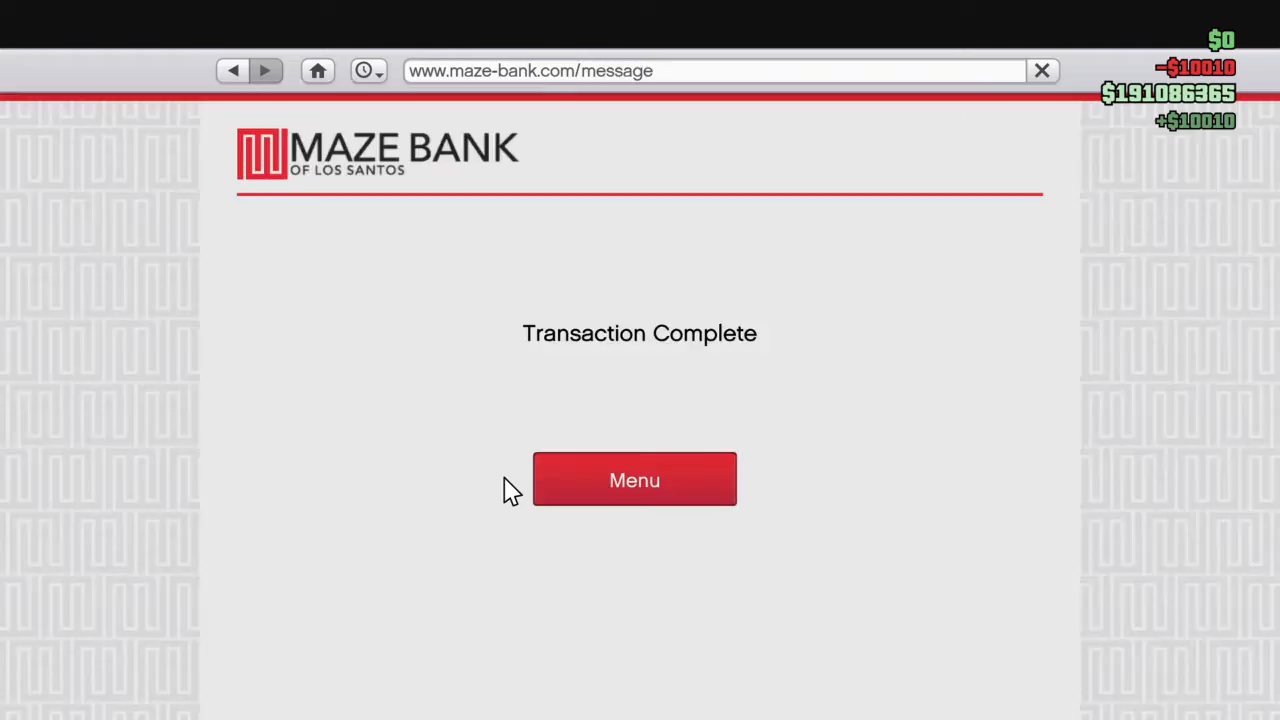 $0
-$10010
www.maze-bank.com/message
$191086365
+$10010
MAZE BANK
OF LOS SANTOS
Transaction Complete
Menu